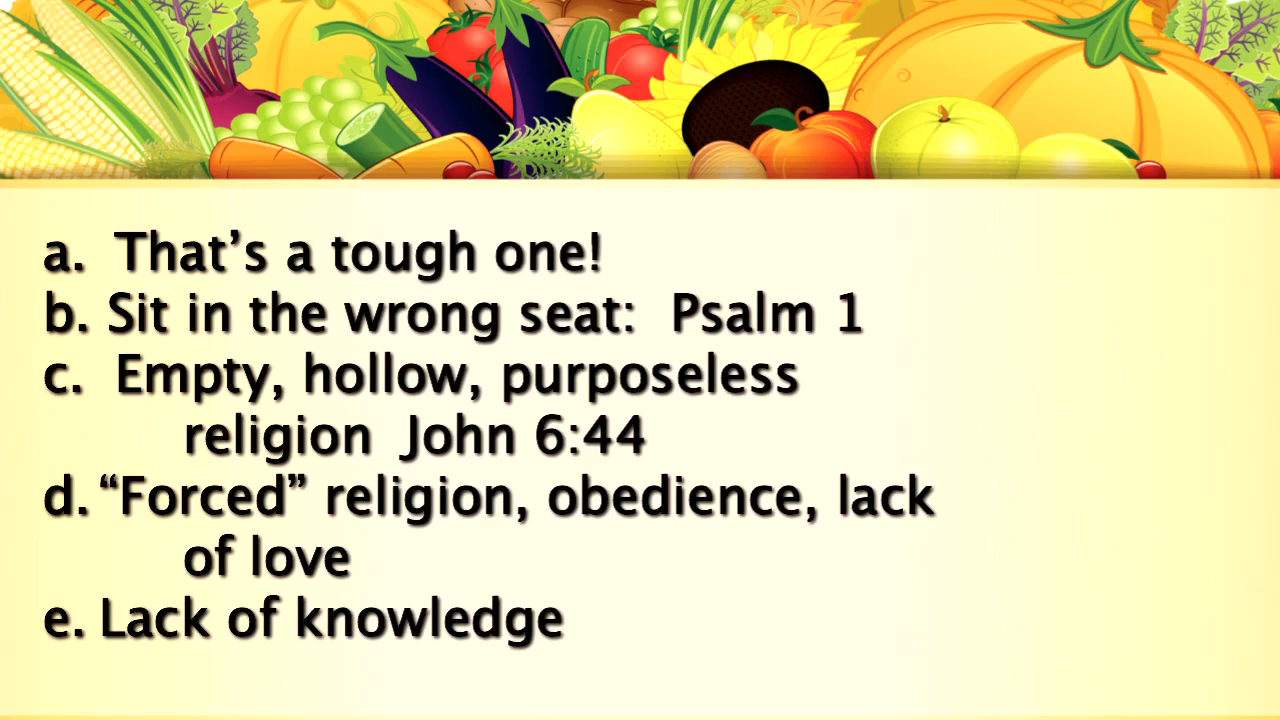 a.  That’s a tough one!
b. Sit in the wrong seat:  Psalm 1
c.  Empty, hollow, purposeless
religion  John 6:44
d. “Forced” religion, obedience, lack
of love
e. Lack of knowledge